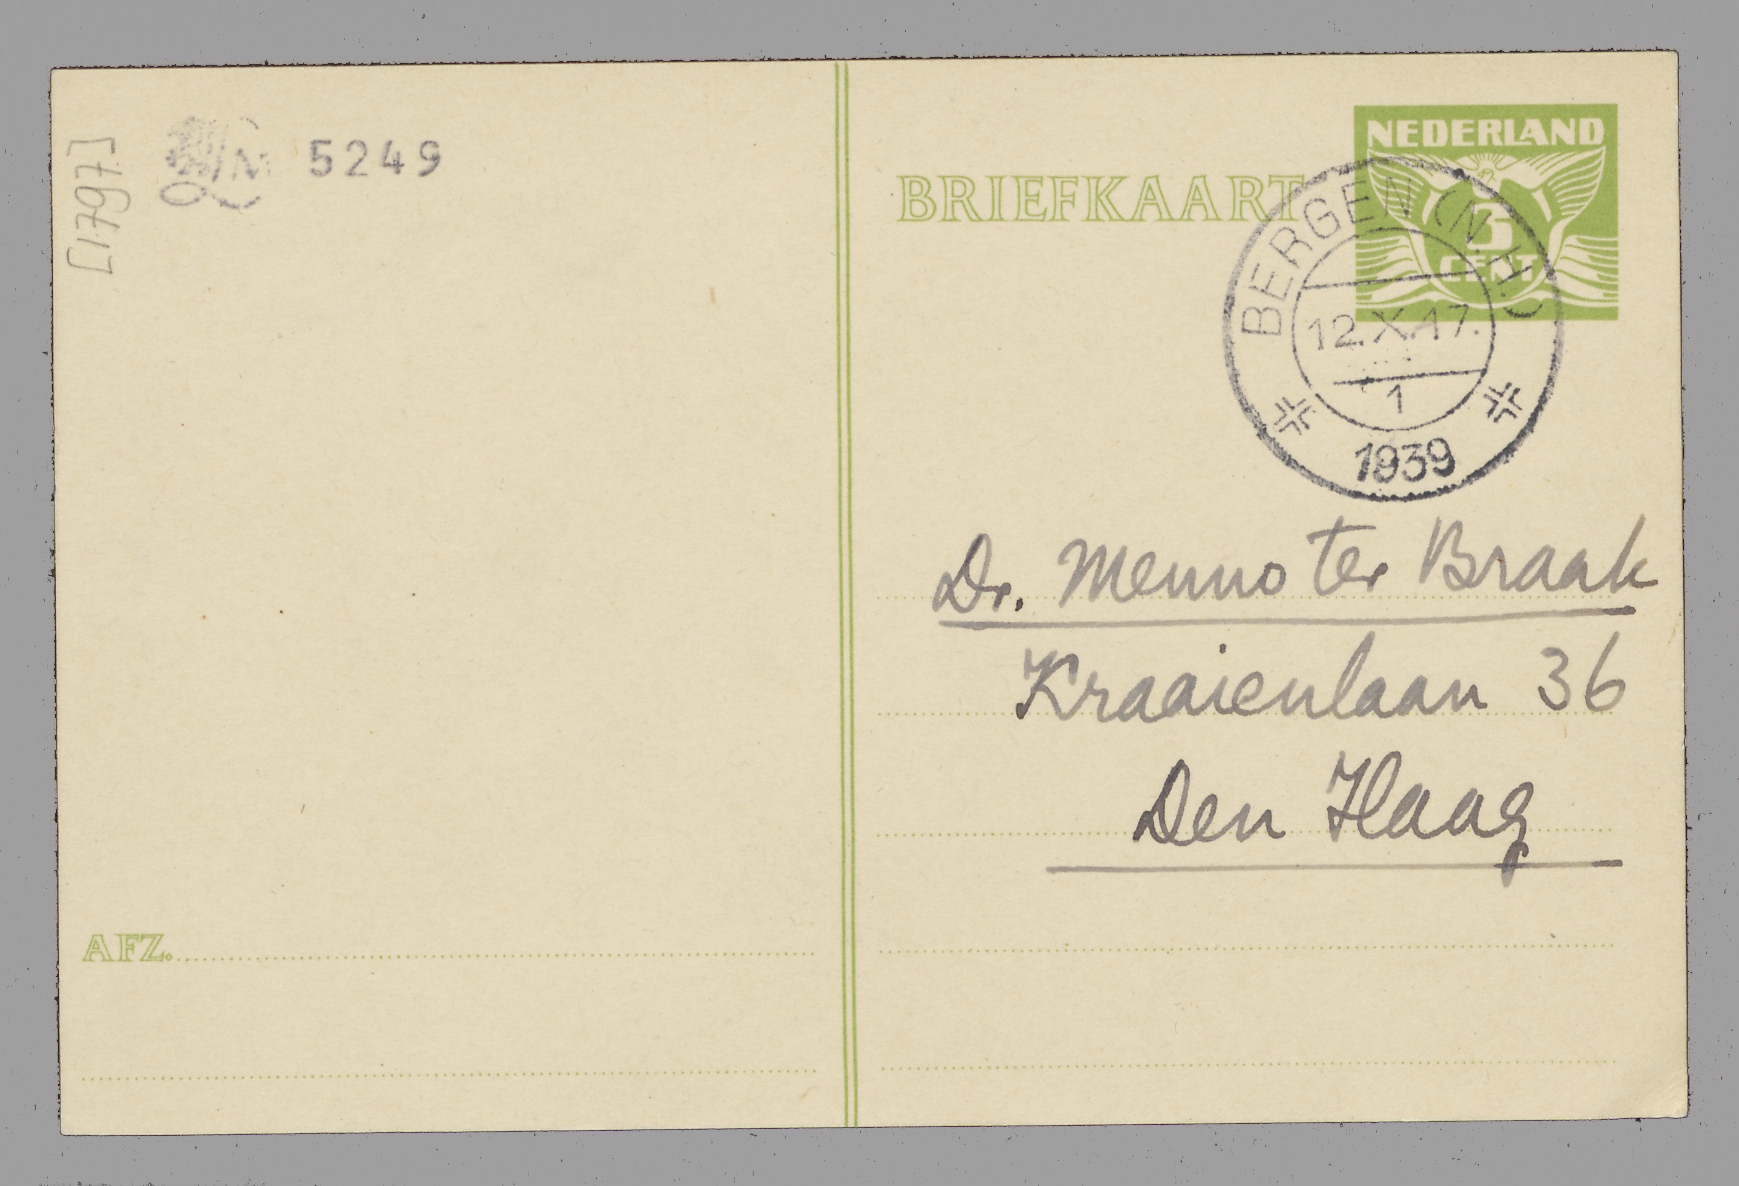 [1797]
LM 5249
BRIEFKAART
NEDERLAND
5
CENT
BERGEN (N.H.)
12.X.17.
1
1939
Dr. Menno ter Braak
Kraaienlaan 36
Den Haag
AFZ.